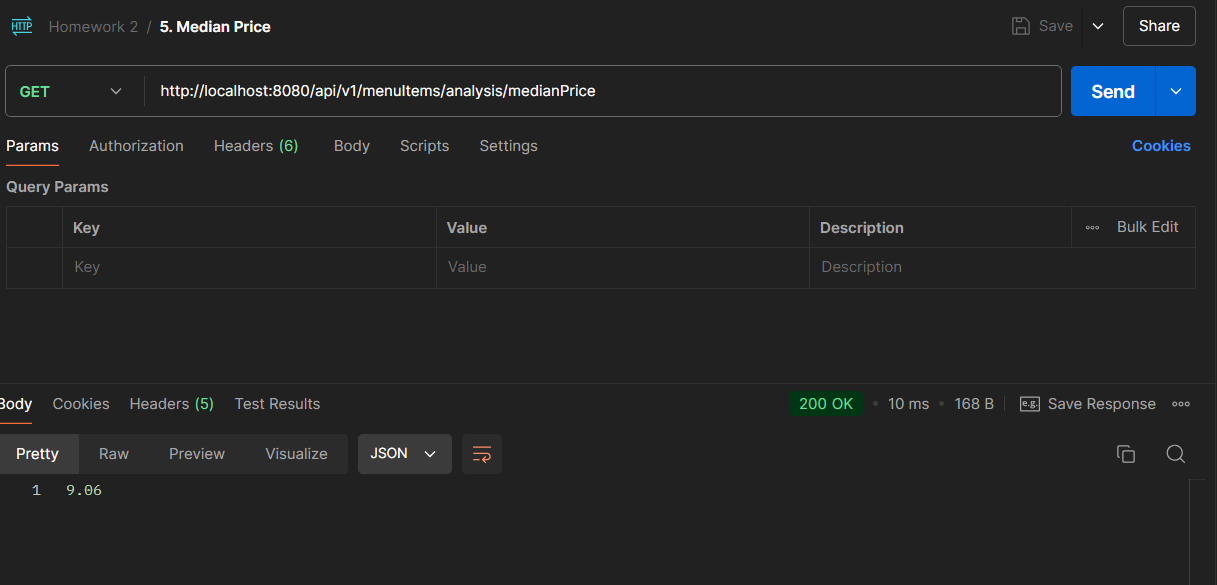 HTTP Homework 2 / 5. Median Price Save Share
GET http://localhost:8080/api/v1/menuItems/analysis/medianPrice Send
Params Authorization Headers (6) Body Scripts Settings Cookies
Query Params
Key Value Description Bulk Edit
Key Value Description
Body Cookies Headers (5) Test Results 200 OK • 10 ms • 168 B e.g. Save Response
Pretty Raw Preview Visualize JSON
1 9.06